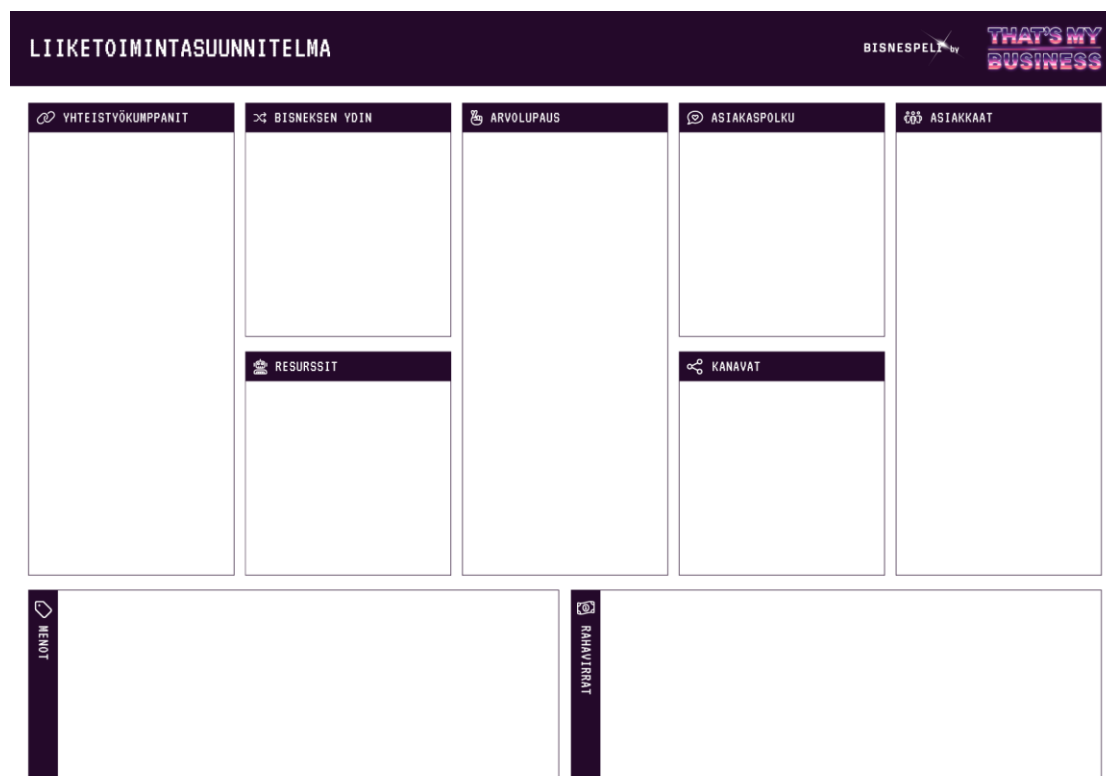 LIIKETOIMINTASUUNNITELMA
BISNESPELI by
THAT'S MY
BUSINESS
YHTEISTYÖKUMPPANIT
BISNEKSEN YDIN
ARVOLUPAUS
ASIAKASPOLKU
ASIAKKAAT
RESURSSIT
KANAVAT
MENOT
RAHAVIRRAT